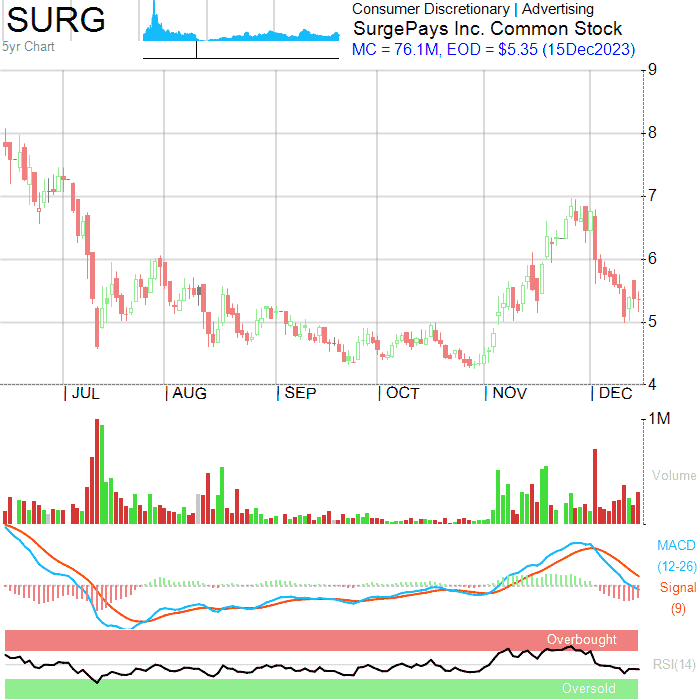 SURG
5yr Chart
Consumer Discretionary | Advertising
SurgePays Inc. Common Stock
MC = 76.1M, EOD = $5.35 (15Dec2023)
9
8
7
6
5
4
JUL AUG SEP OCT NOV DEC
1M
Volume
MACD
(12-26)
Signal
(9)
Overbought
RSI(14)
Oversold